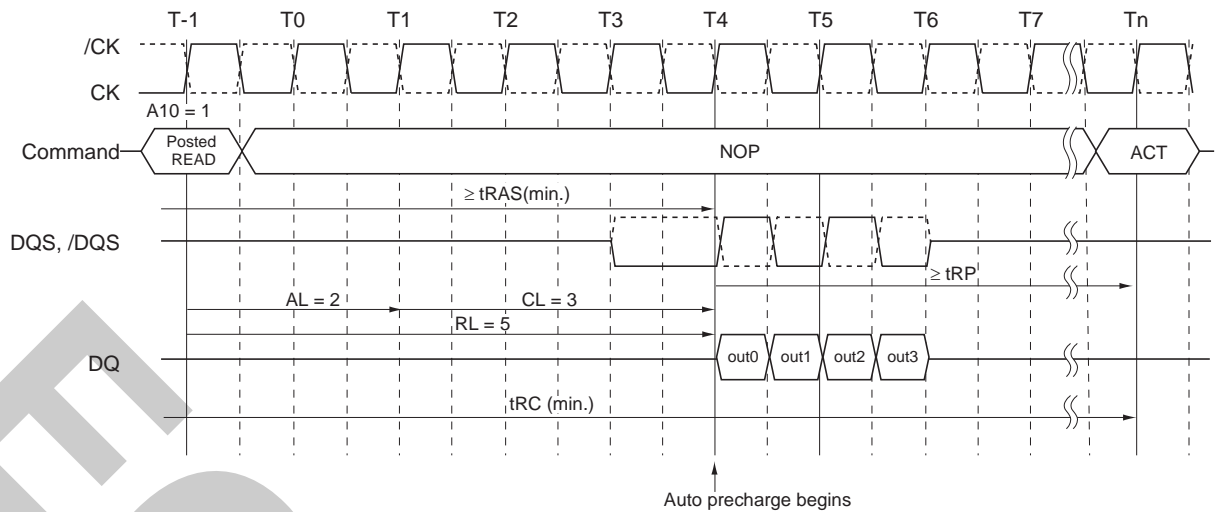 T-1 T0 T1 T2 T3 T4 T5 T6 T7 Tn
/CK
CK
A10 = 1
Command Posted READ NOP ACT
≥ tRAS(min.)
DQS, /DQS
≥ tRP
AL = 2 CL = 3
RL = 5
DQ out0 out1 out2 out3
tRC (min.)
Auto precharge begins